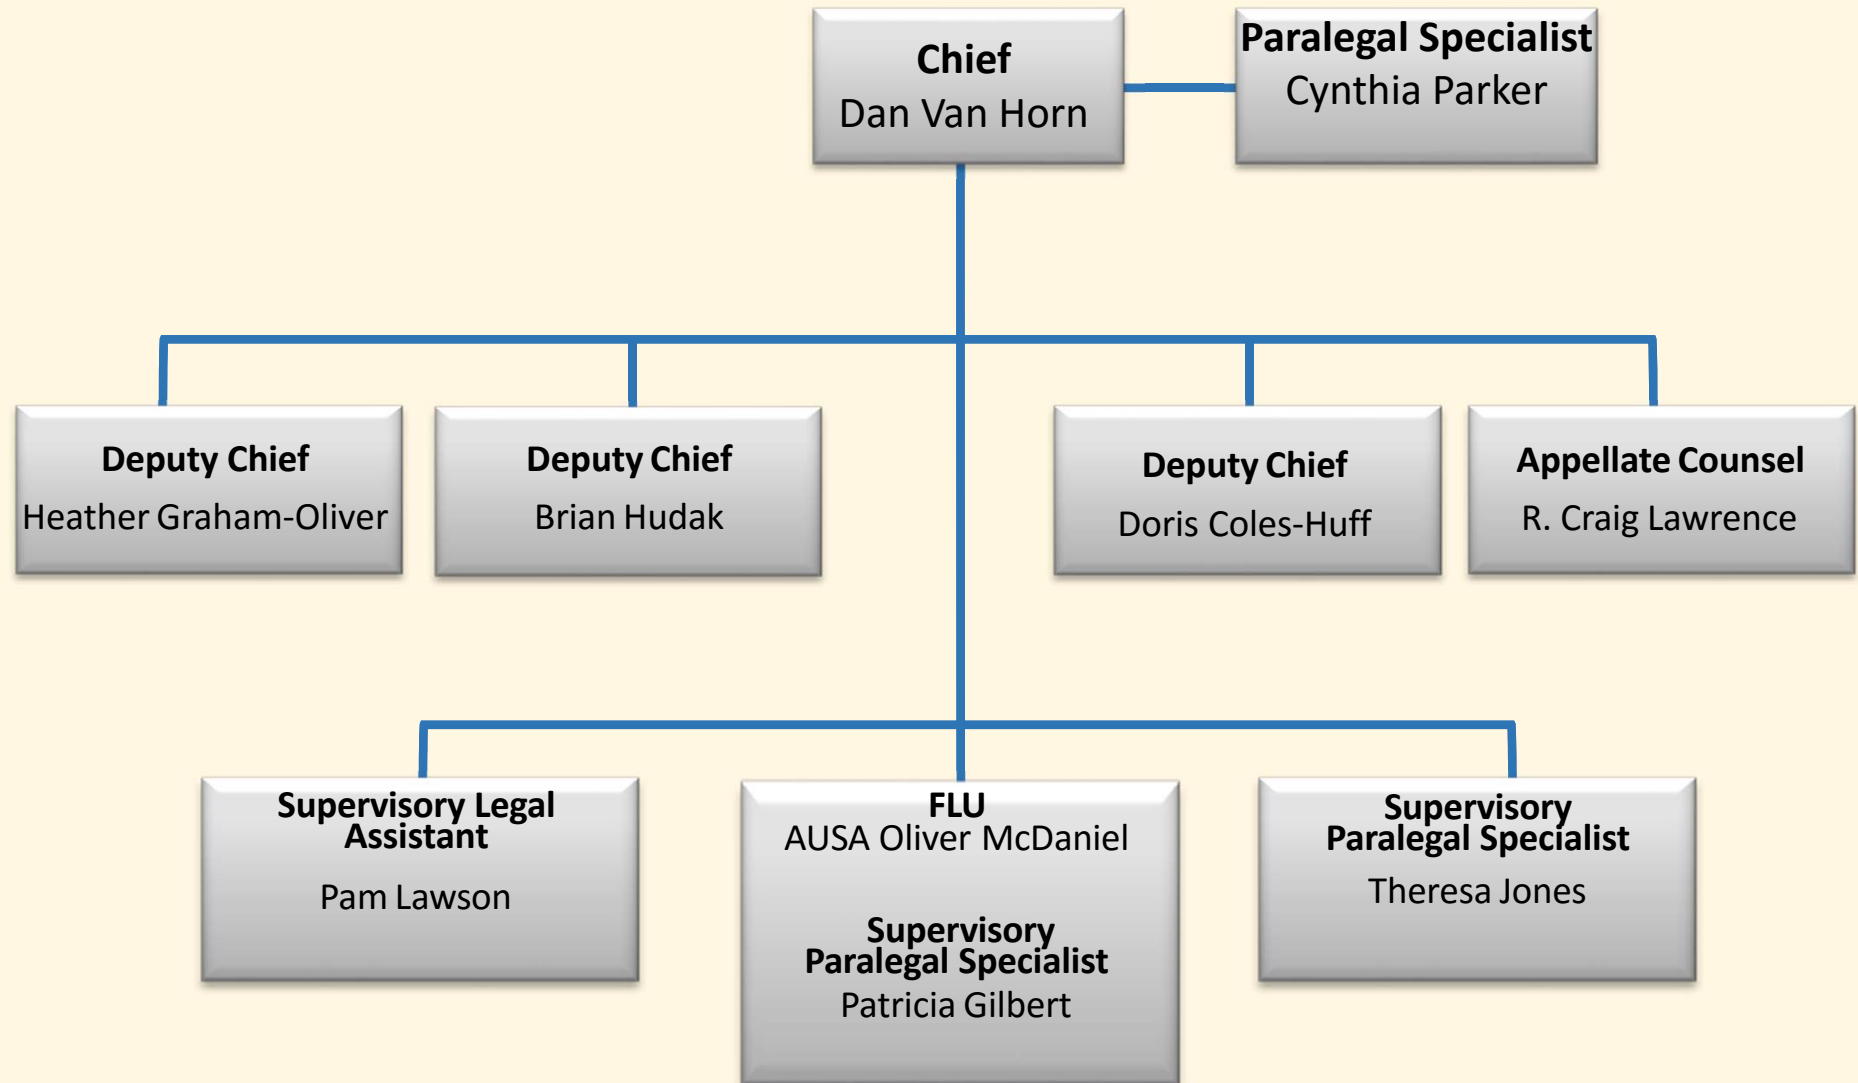 Chief
Dan Van Horn
Paralegal Specialist
Cynthia Parker
Deputy Chief
Heather Graham-Oliver
Deputy Chief
Brian Hudak
Deputy Chief
Doris Coles-Huff
Appellate Counsel
R. Craig Lawrence
Supervisory Legal
Assistant
Pam Lawson
FLU
AUSA Oliver McDaniel
Supervisory
Paralegal Specialist
Patricia Gilbert
Supervisory
Paralegal Specialist
Theresa Jones